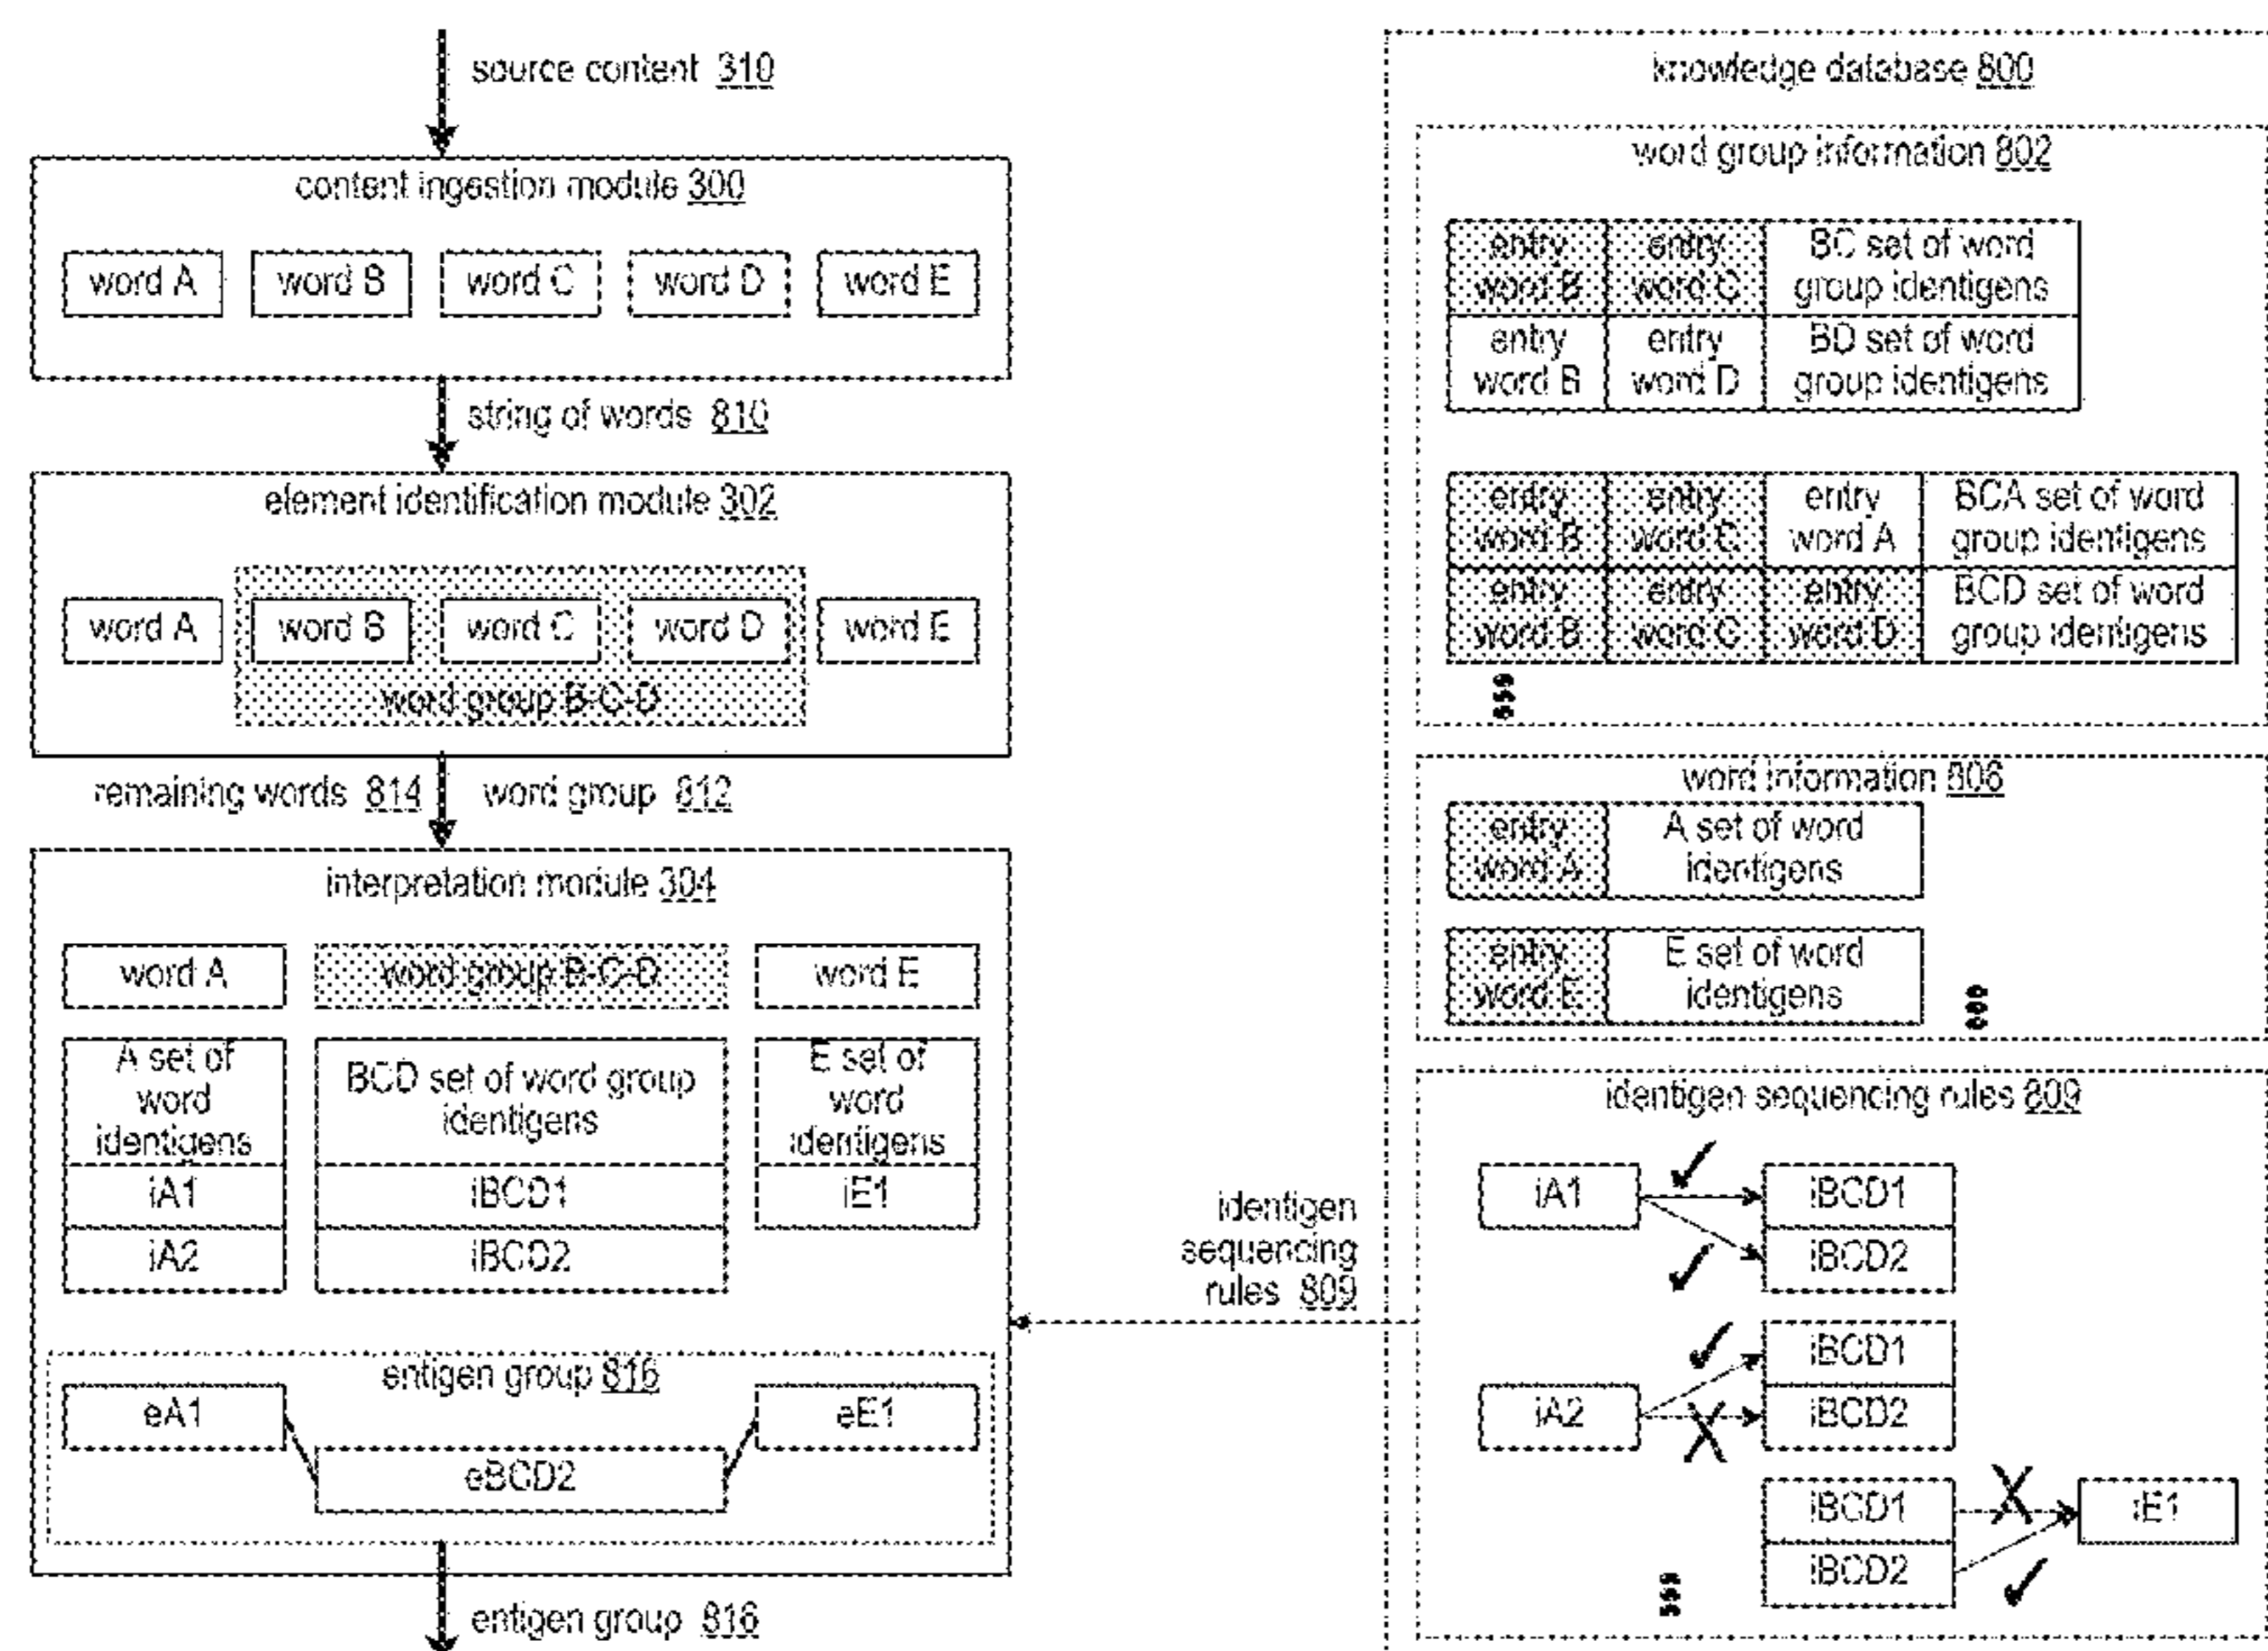 source content 310
content ingestion module 300
word A
word B
word C
word D
word E
string of words 810
element identification module 302
word A
word B
word C
word D
word E
word group B-C-D
remaining words 814
word group 812
interpretation module 304
word A
word group B-C-D
word E
A set of
word
identigens
iA1
iA2
BCD set of word group
identigens
iBCD1
iBCD2
E set of
word
identigens
iE1
entigen group 816
eA1
eBCD2
eE1
entigen group 816
identigen
sequencing
rules 809
knowledge database 800
word group information 802
entry
word B
entry
word C
BC set of word
group identigens
entry
word B
entry
word D
BD set of word
group identigens
entry
word B
entry
word C
entry
word A
BCA set of word
group identigens
entry
word B
entry
word C
entry
word D
BCD set of word
group identigens
word information 806
entry
word A
A set of word
identigens
entry
word E
E set of word
identigens
identigen sequencing rules 809
iA1
iBCD1
iBCD2
iA2
iBCD1
iBCD2
iBCD1
iBCD2
iE1